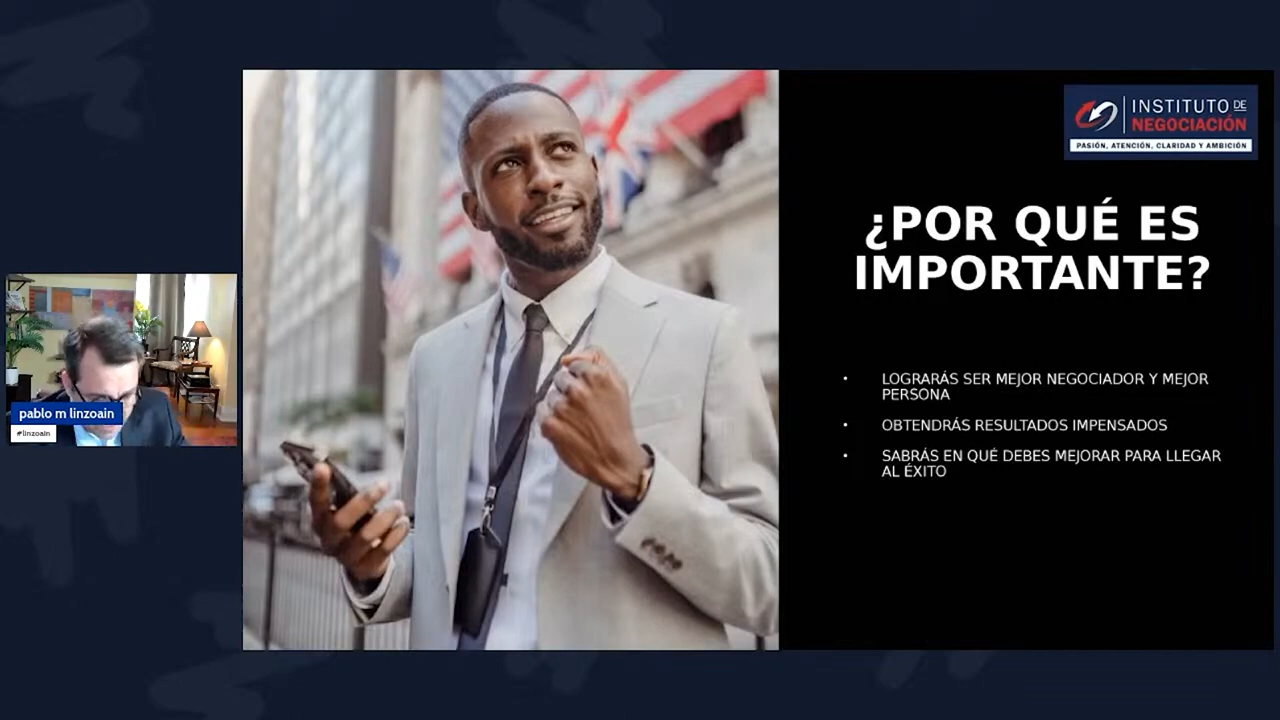 INSTITUTO DE
NEGOCIACIÓN
PASIÓN, ATENCIÓN, CLARIDAD Y AMBICIÓN
¿POR QUÉ ES
IMPORTANTE?
• LOGRARÁS SER MEJOR NEGOCIADOR Y MEJOR
PERSONA
• OBTENDRÁS RESULTADOS IMPENSADOS
• SABRÁS EN QUÉ DEBES MEJORAR PARA LLEGAR
AL ÉXITO
pablo m linzoain
#linzoain